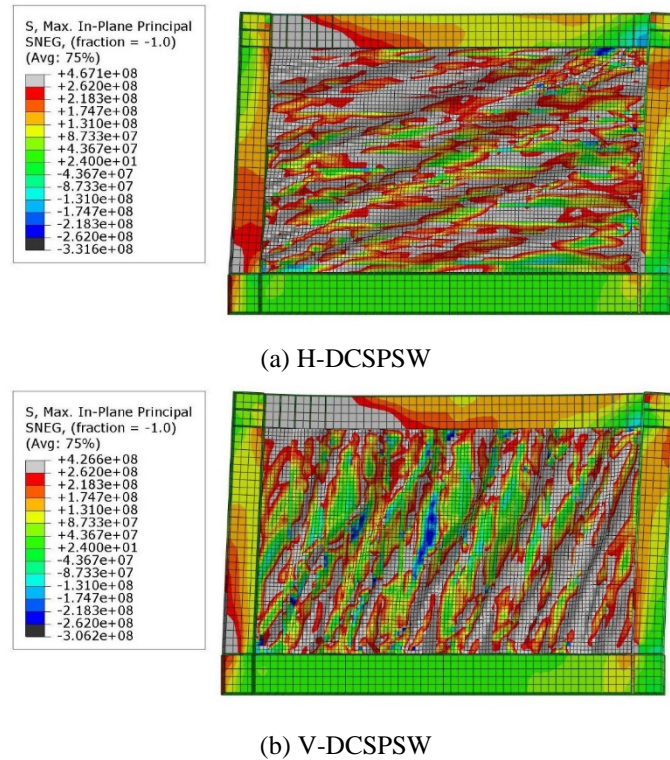 S, Max. In-Plane Principal
SNEG, (fraction = -1.0)
(Avg: 75%)
+4.671e+08
+2.620e+08
+2.183e+08
+1.747e+08
+1.310e+08
+8.733e+07
+4.367e+07
+2.400e+01
-4.367e+07
-8.733e+07
-1.310e+08
-1.747e+08
-2.183e+08
-2.620e+08
-3.316e+08
(a) H-DCSPSW
S, Max. In-Plane Principal
SNEG, (fraction = -1.0)
(Avg: 75%)
+4.266e+08
+2.620e+08
+2.183e+08
+1.747e+08
+1.310e+08
+8.733e+07
+4.367e+07
+2.400e+01
-4.367e+07
-8.733e+07
-1.310e+08
-1.747e+08
-2.183e+08
-2.620e+08
-3.062e+08
(b) V-DCSPSW